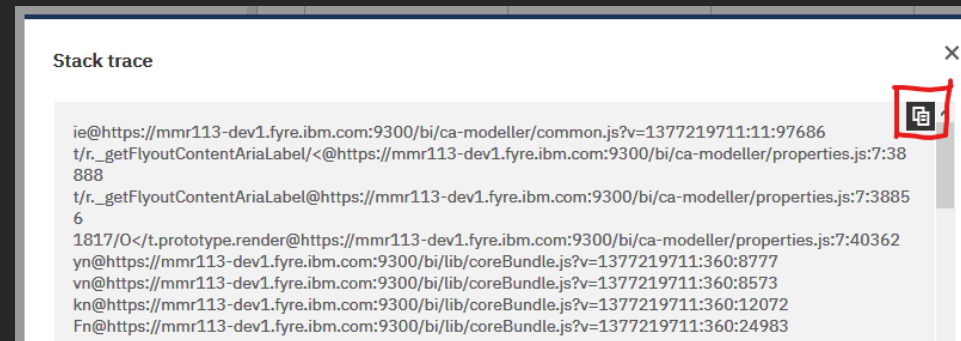 Stack trace
ie@https://mmr113-dev1.fyre.ibm.com:9300/bi/ca-modeller/common.js?v=1377219711:11:97686
t/r._getFlyoutContentAriaLabel/<@https://mmr113-dev1.fyre.ibm.com:9300/bi/ca-modeller/properties.js:7:38
888
t/r._getFlyoutContentAriaLabel@https://mmr113-dev1.fyre.ibm.com:9300/bi/ca-modeller/properties.js:7:3885
6
1817/O</t.prototype.render@https://mmr113-dev1.fyre.ibm.com:9300/bi/ca-modeller/properties.js:7:40362
yn@https://mmr113-dev1.fyre.ibm.com:9300/bi/lib/coreBundle.js?v=1377219711:360:8777
vn@https://mmr113-dev1.fyre.ibm.com:9300/bi/lib/coreBundle.js?v=1377219711:360:8573
kn@https://mmr113-dev1.fyre.ibm.com:9300/bi/lib/coreBundle.js?v=1377219711:360:12072
Fn@https://mmr113-dev1.fyre.ibm.com:9300/bi/lib/coreBundle.js?v=1377219711:360:24983